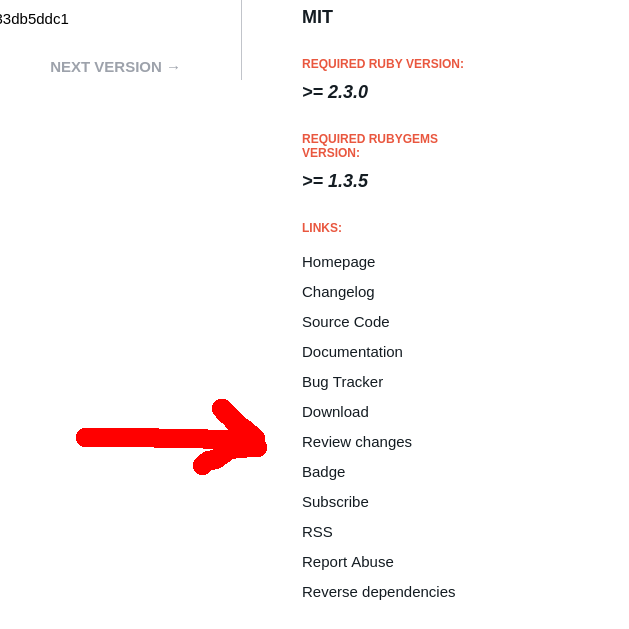 33db5ddc1
NEXT VERSION →
MIT
REQUIRED RUBY VERSION:
>= 2.3.0
REQUIRED RUBYGEMS
VERSION:
>= 1.3.5
LINKS:
Homepage
Changelog
Source Code
Documentation
Bug Tracker
Download
Review changes
Badge
Subscribe
RSS
Report Abuse
Reverse dependencies